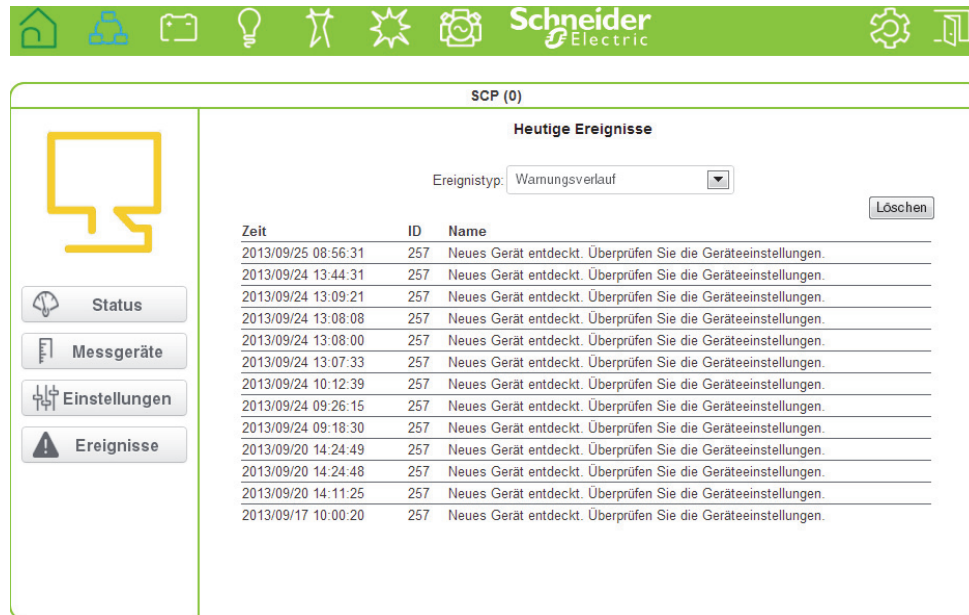 Schneider
Electric
SCP (0)
Heutige Ereignisse
Ereignistyp: Warnungsverlauf
Löschen
Zeit ID Name
2013/09/25 08:56:31 257 Neues Gerät entdeckt. Überprüfen Sie die Geräteeinstellungen.
2013/09/24 13:44:31 257 Neues Gerät entdeckt. Überprüfen Sie die Geräteeinstellungen.
2013/09/24 13:09:21 257 Neues Gerät entdeckt. Überprüfen Sie die Geräteeinstellungen.
2013/09/24 13:08:08 257 Neues Gerät entdeckt. Überprüfen Sie die Geräteeinstellungen.
2013/09/24 13:08:00 257 Neues Gerät entdeckt. Überprüfen Sie die Geräteeinstellungen.
2013/09/24 13:07:33 257 Neues Gerät entdeckt. Überprüfen Sie die Geräteeinstellungen.
2013/09/24 10:12:39 257 Neues Gerät entdeckt. Überprüfen Sie die Geräteeinstellungen.
2013/09/24 09:26:15 257 Neues Gerät entdeckt. Überprüfen Sie die Geräteeinstellungen.
2013/09/24 09:18:30 257 Neues Gerät entdeckt. Überprüfen Sie die Geräteeinstellungen.
2013/09/20 14:24:49 257 Neues Gerät entdeckt. Überprüfen Sie die Geräteeinstellungen.
2013/09/20 14:24:48 257 Neues Gerät entdeckt. Überprüfen Sie die Geräteeinstellungen.
2013/09/20 14:11:25 257 Neues Gerät entdeckt. Überprüfen Sie die Geräteeinstellungen.
2013/09/17 10:00:20 257 Neues Gerät entdeckt. Überprüfen Sie die Geräteeinstellungen.
Status
Messgeräte
Einstellungen
Ereignisse